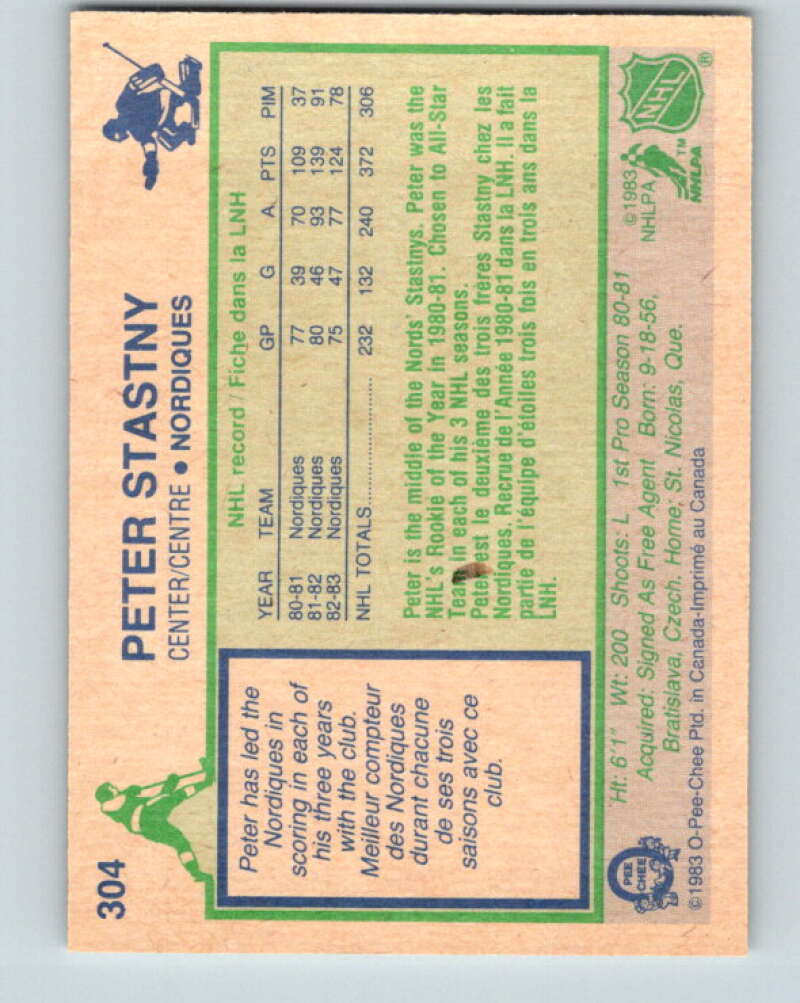 304
PETER STASTNY
CENTER/CENTRE • NORDIQUES
Peter has led the
Nordiques in
scoring in each of
his three years
with the club.
Meilleur compteur
des Nordiques
durant chacune
de ses trois
saisons avec ce
club.
NHL record / Fiche dans la LNH
YEAR TEAM GP G A. PTS PIM
80-81 Nordiques 77 39 70 109 37
81-82 Nordiques 80 46 93 139 91
82-83 Nordiques 75 47 77 124 78
NHL TOTALS.......................... 232 132 240 372 306
Peter is the middle of the Nords' Stastnys. Peter was the
NHL's Rookie of the Year in 1980-81. Chosen to All-Star
Team in each of his 3 NHL seasons.
Peter est le deuxième des trois frères Stastny chez les
Nordiques. Recrue de l'Année 1980-81 dans la LNH. Il a fait
partie de l'équipe d'étoiles trois fois en trois ans dans la
LNH.
Ht: 6'1" Wt: 200 Shoots: L 1st Pro Season 80-81
Acquired: Signed As Free Agent Born: 9-18-56,
Bratislava, Czech. Home; St. Nicolas, Que.
©1983 O-Pee-Chee Ptd. in Canada-Imprimé au Canada
O PEE CHEE
©1983
NHLPA
NHLPA ™
NHL ®